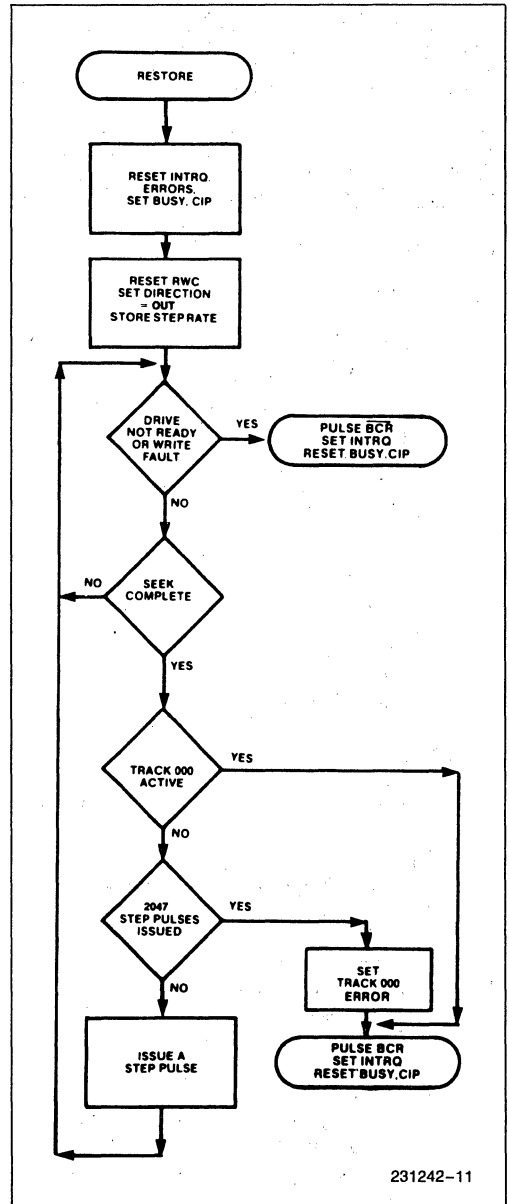 RESTORE
RESET INTRQ,
ERRORS,
SET BUSY, CIP
RESET RWC
SET DIRECTION
= OUT
STORE STEP RATE
DRIVE
NOT READY
OR WRITE
FAULT
YES
PULSE BCR
SET INTRQ
RESET BUSY, CIP
NO
SEEK
COMPLETE
NO
YES
TRACK 000
ACTIVE
YES
NO
2047
STEP PULSES
ISSUED
YES
SET
TRACK 000
ERROR
NO
ISSUE A
STEP PULSE
PULSE BCR
SET INTRQ
RESET BUSY, CIP
231242-11